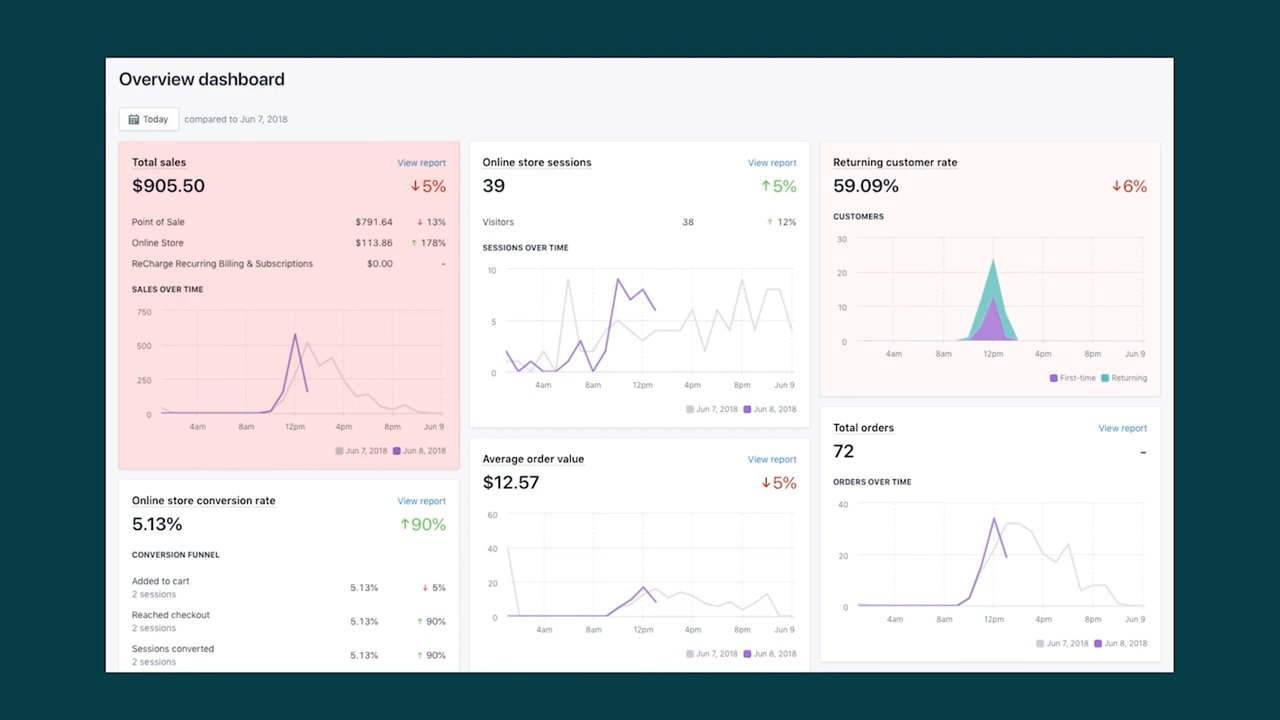 Overview dashboard
Today compared to Jun 7, 2018
Total sales View report
$905.50 ↓5%
Point of Sale $791.64 ↓ 13%
Online Store $113.86 ↑ 178%
ReCharge Recurring Billing & Subscriptions $0.00 -
SALES OVER TIME
750
500
250
0
4am 8am 12pm 4pm 8pm Jun 9
Jun 7, 2018 Jun 8, 2018
Online store conversion rate View report
5.13% ↑90%
CONVERSION FUNNEL
Added to cart 5.13% ↓ 5%
2 sessions
Reached checkout 5.13% ↑ 90%
2 sessions
Sessions converted 5.13% ↑ 90%
2 sessions
Online store sessions View report
39 ↑5%
Visitors 38 ↑ 12%
SESSIONS OVER TIME
10
5
0
4am 8am 12pm 4pm 8pm Jun 9
Jun 7, 2018 Jun 8, 2018
Average order value View report
$12.57 ↓5%
60
40
20
0
4am 8am 12pm 4pm 8pm Jun 9
Jun 7, 2018 Jun 8, 2018
Returning customer rate
59.09% ↓6%
CUSTOMERS
30
20
10
0
4am 8am 12pm 4pm 8pm Jun 9
First-time Returning
Total orders View report
72 -
ORDERS OVER TIME
40
20
0
4am 8am 12pm 4pm 8pm Jun 9
Jun 7, 2018 Jun 8, 2018